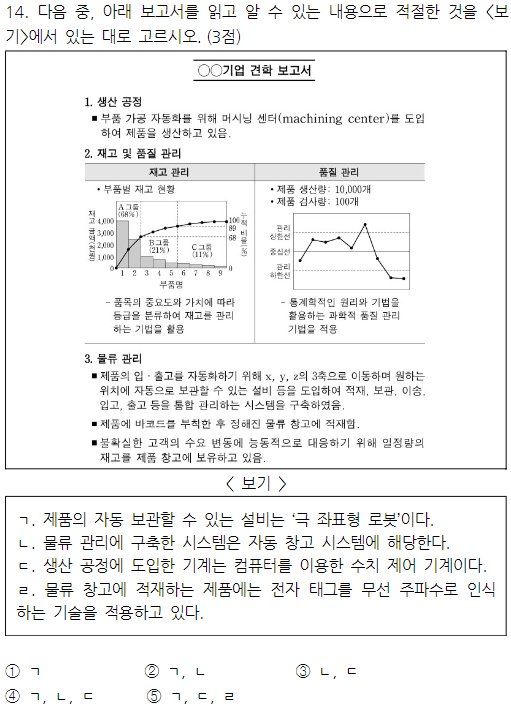 14. 다음 중, 아래 보고서를 읽고 알 수 있는 내용으로 적절한 것을 <보
기>에서 있는 대로 고르시오. (3점)
○○기업 견학 보고서
1. 생산 공정
■ 부품 가공 자동화를 위해 머시닝 센터(machining center)를 도입
하여 제품을 생산하고 있음.
2. 재고 및 품질 관리
재고 관리
• 부품별 재고 현황
재고 금액(천원)
4,000
3,000
2,000
1,000
0
A그룹
(68%)
B그룹
(21%)
C그룹
(11%)
100
89
68
0
누적 비율(%)
1 2 3 4 5 6 7 8 9
부품명
- 품목의 중요도와 가치에 따라
등급을 분류하여 재고를 관리
하는 기법을 활용
품질 관리
• 제품 생산량: 10,000개
• 제품 검사량: 100개
관리
상한선
중심선
관리
하한선
- 통계학적인 원리와 기법을
활용하는 과학적 품질 관리
기법을 적용
3. 물류 관리
■ 제품의 입·출고를 자동화하기 위해 x, y, z의 3축으로 이동하며 원하는
위치에 자동으로 보관할 수 있는 설비 등을 도입하여 적재, 보관, 이송,
입고, 출고 등을 통합 관리하는 시스템을 구축하였음.
■ 제품에 바코드를 부착한 후 정해진 물류 창고에 적재함.
■ 불확실한 고객의 수요 변동에 능동적으로 대응하기 위해 일정량의
재고를 제품 창고에 보유하고 있음.
< 보기 >
ㄱ. 제품의 자동 보관할 수 있는 설비는 '극 좌표형 로봇'이다.
ㄴ. 물류 관리에 구축한 시스템은 자동 창고 시스템에 해당한다.
ㄷ. 생산 공정에 도입한 기계는 컴퓨터를 이용한 수치 제어 기계이다.
ㄹ. 물류 창고에 적재하는 제품에는 전자 태그를 무선 주파수로 인식
하는 기술을 적용하고 있다.
① ㄱ ② ㄱ, ㄴ ③ ㄴ, ㄷ
④ ㄱ, ㄴ, ㄷ ⑤ ㄱ, ㄷ, ㄹ